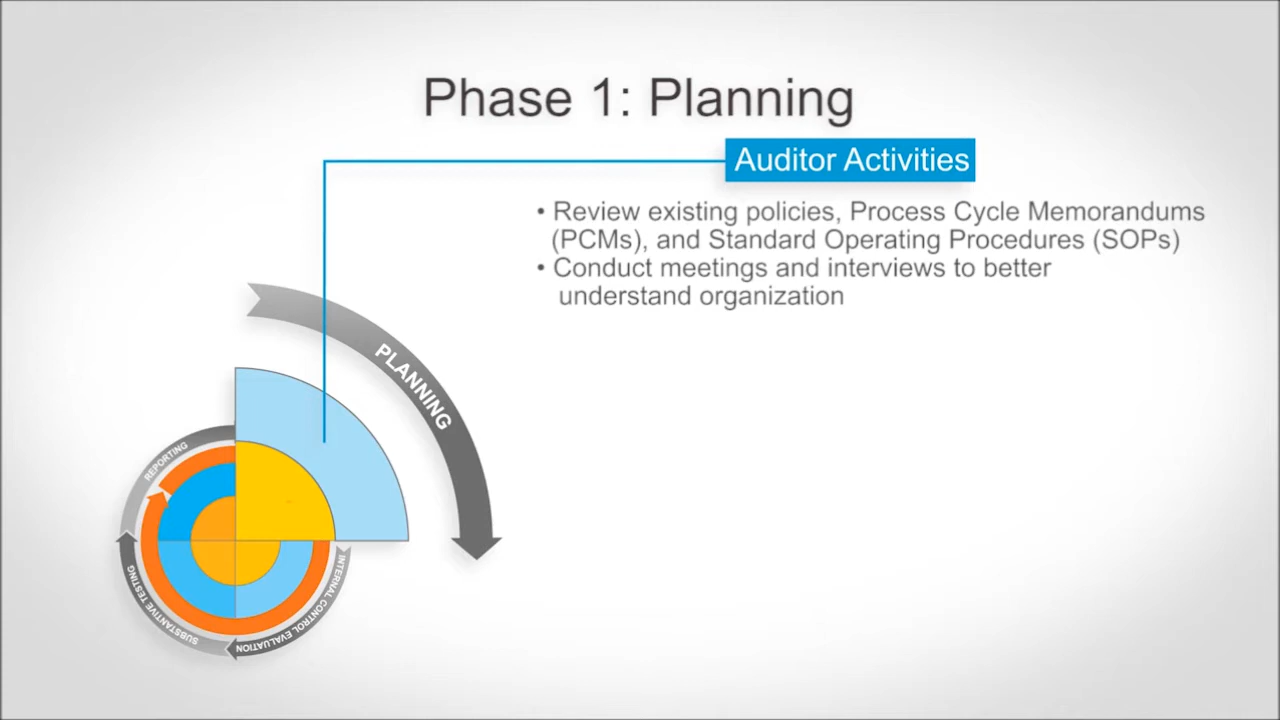 Phase 1: Planning
Auditor Activities
• Review existing policies, Process Cycle Memorandums
(PCMs), and Standard Operating Procedures (SOPs)
• Conduct meetings and interviews to better
understand organization
PLANNING
REPORTING
SUBSTANTIVE TESTING
INTERNAL CONTROL EVALUATION